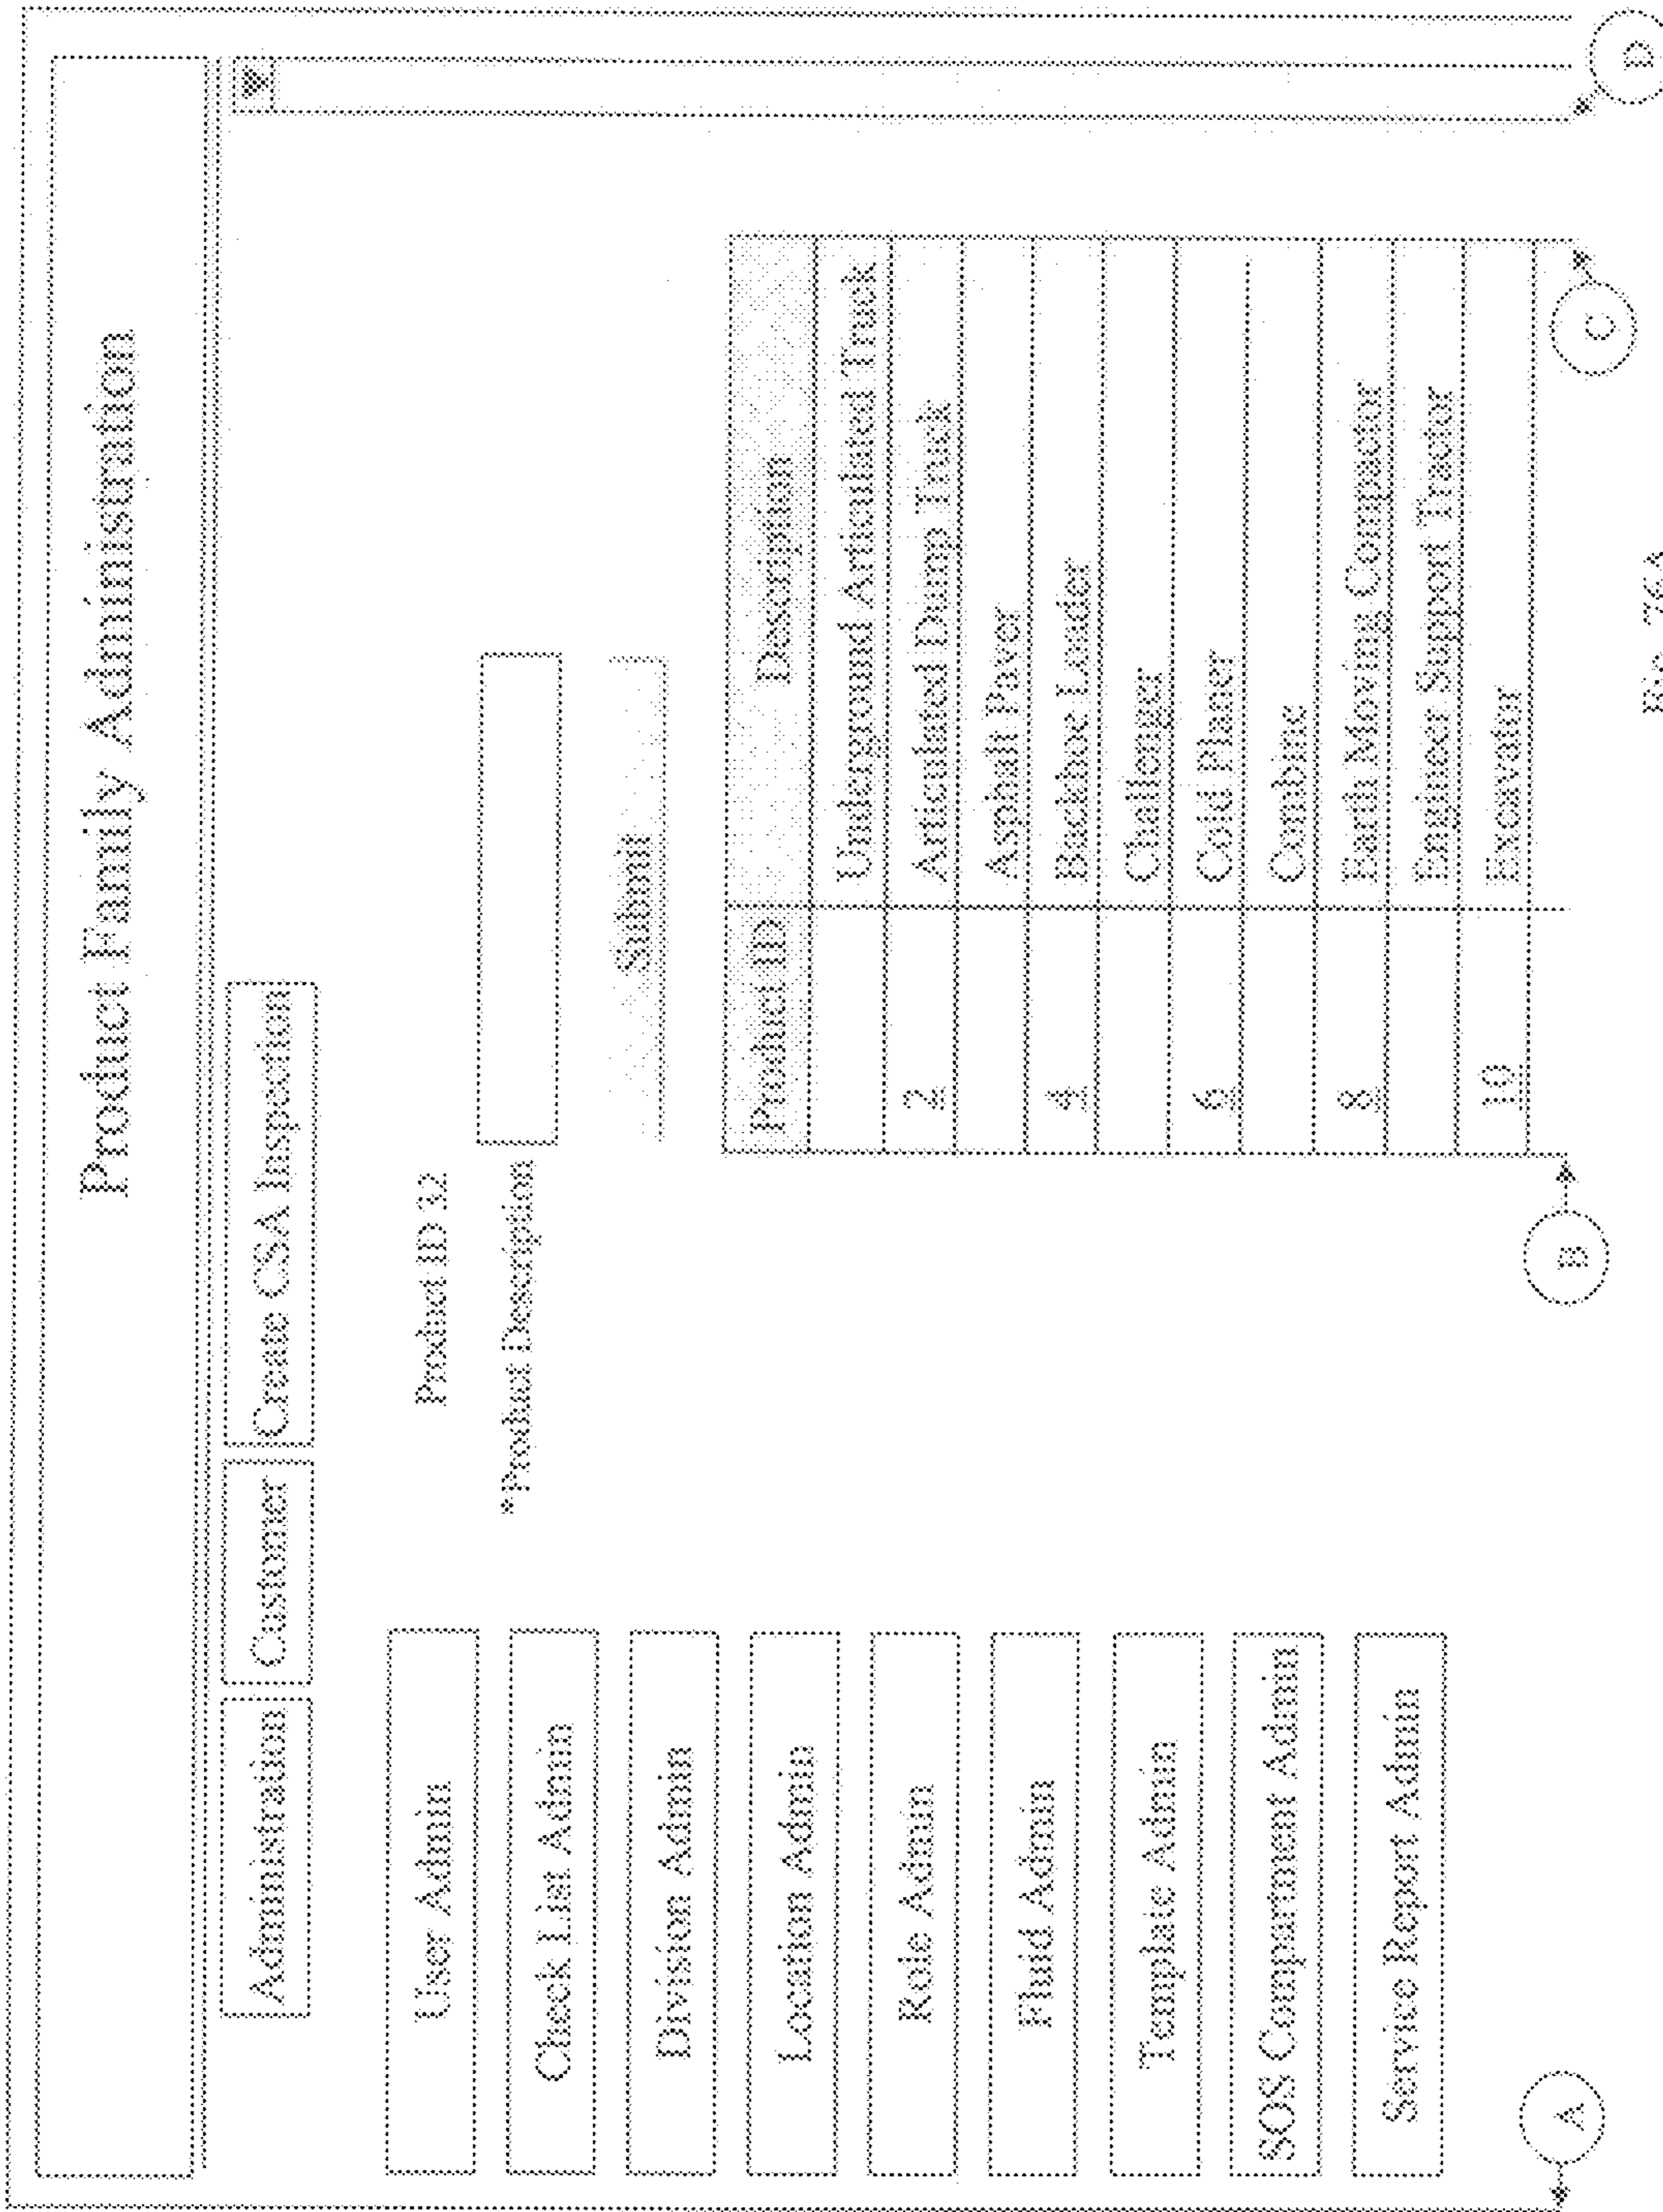 Product Family Administration
Administration Customer Create CSA Inspection
User Admin
Check List Admin
Division Admin
Location Admin
Role Admin
Fluid Admin
Template Admin
SOS Compartment Admin
Service Report Admin
Product ID 32
*Product Description
Submit
Product ID Description
Underground Articulated Truck
2 Articulated Dump Truck
Asphalt Paver
4 Backhoe Loader
Challenger
6 Cold Planer
Combine
8 Earth Moving Compactor
Engineer Support Tractor
10 Excavator
A
B
C
D